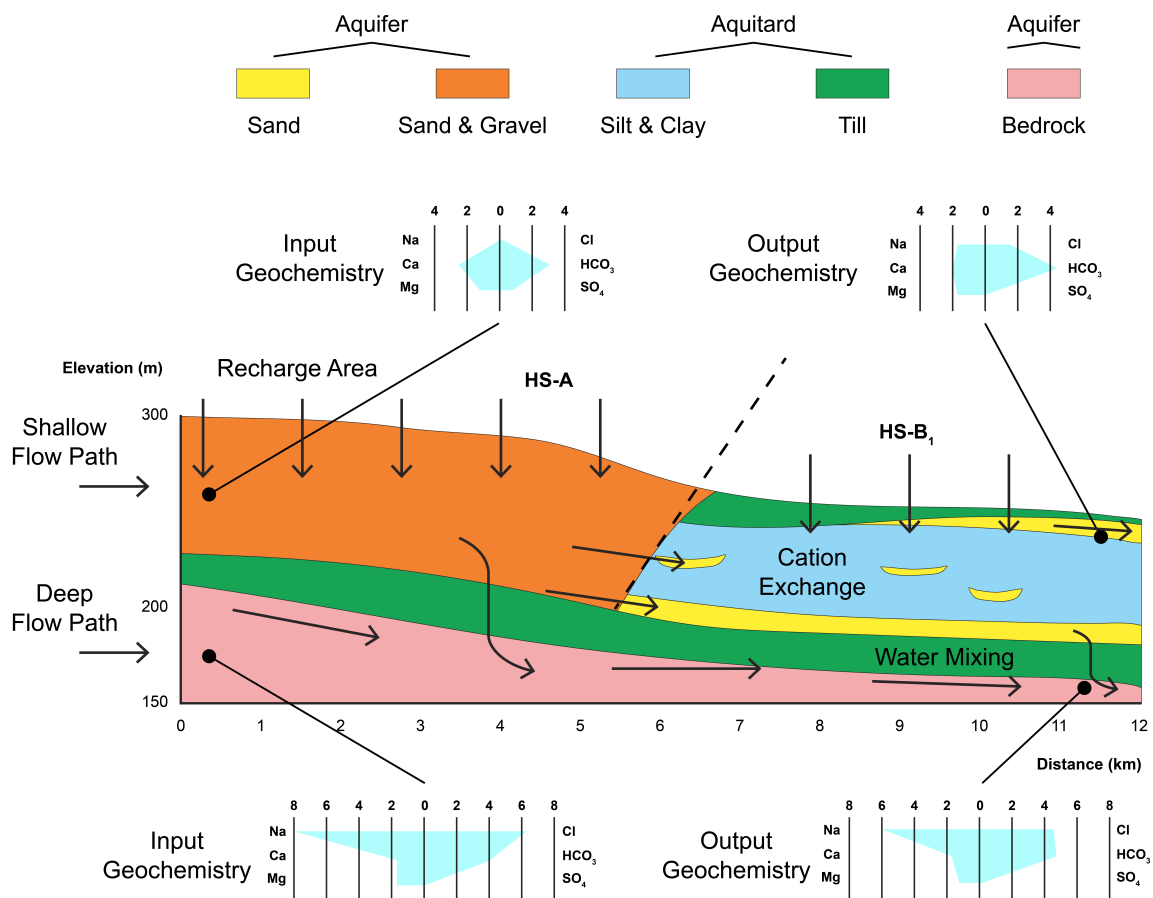 Aquifer Aquitard Aquifer
Sand Sand & Gravel Silt & Clay Till Bedrock
4 2 0 2 4
Input
Geochemistry
Na Cl
Ca HCO₃
Mg SO₄
4 2 0 2 4
Output
Geochemistry
Na Cl
Ca HCO₃
Mg SO₄
Elevation (m)
Recharge Area
HS-A
HS-B₁
300
200
150
Shallow
Flow Path
Deep
Flow Path
Cation
Exchange
Water Mixing
0 1 2 3 4 5 6 7 8 9 10 11 12
Distance (km)
8 6 4 2 0 2 4 6 8
Input
Geochemistry
Na Cl
Ca HCO₃
Mg SO₄
8 6 4 2 0 2 4 6 8
Output
Geochemistry
Na Cl
Ca HCO₃
Mg SO₄